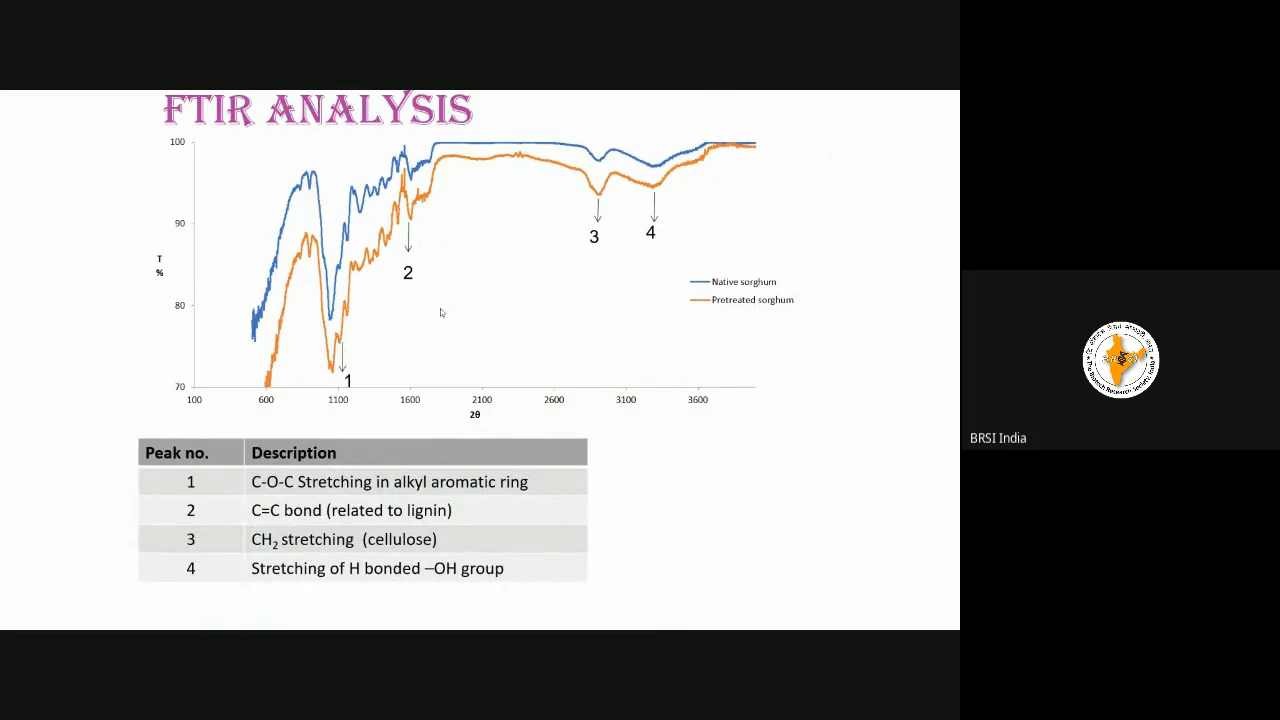 FTIR ANALYSIS
100
90
80
70
T
%
100 600 1100 1600 2100 2600 3100 3600
2θ
1
2
3
4
Native sorghum
Pretreated sorghum
Peak no. Description
1 C-O-C Stretching in alkyl aromatic ring
2 C=C bond (related to lignin)
3 CH2 stretching (cellulose)
4 Stretching of H bonded –OH group
BRSI India